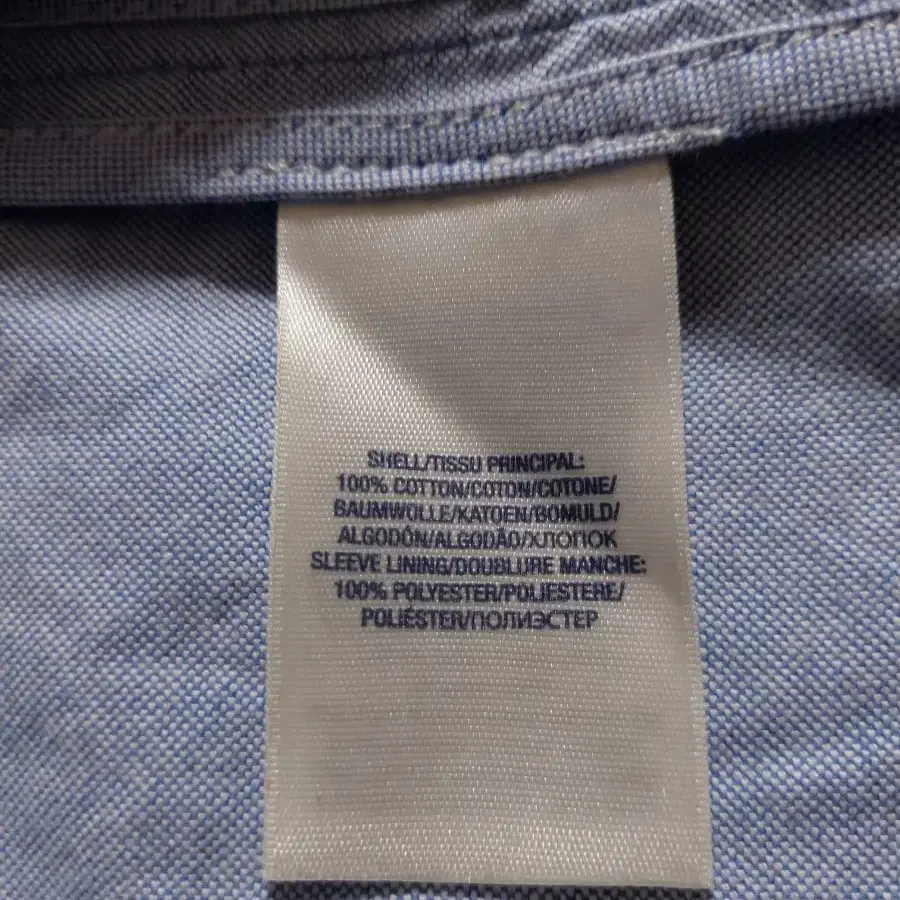 SHELL/TISSU PRINCIPAL:
100% COTTON/COTON/COTONE/
BAUMWOLLE/KATOEN/BOMULD/
ALGODÓN/ALGODÃO/ХЛОПОК
SLEEVE LINING/DOUBLURE MANCHE:
100% POLYESTER/POLIESTERE/
POLIÉSTER/ПОЛИЭСТЕР